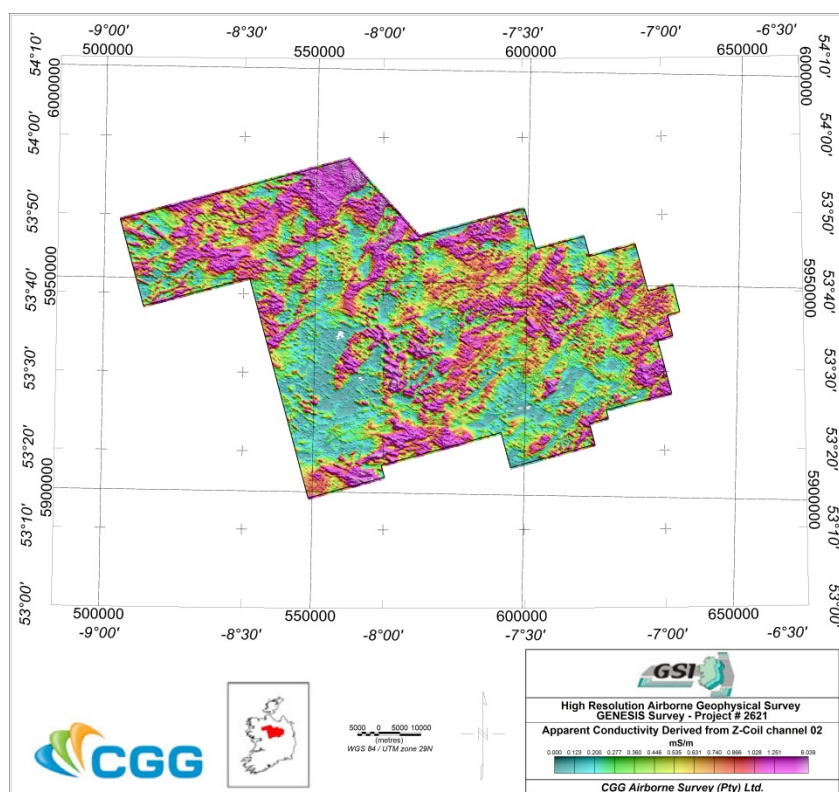 -9°00' -8°30' -8°00' -7°30' -7°00'
500000 550000 600000 650000
54°10' 54°10'
6000000 6000000
54°00' 54°00'
53°50' 53°50'
5950000 5950000
53°40' 53°40'
53°30' 53°30'
53°20' 53°20'
5900000 5900000
53°10' 53°10'
53°00' 53°00'
500000 550000 600000 650000
-9°00' -8°30' -8°00' -7°30' -7°00' -6°30'
CGG
5000 0 5000 10000
(metres)
WGS 84 / UTM zone 29N
N
GSI
High Resolution Airborne Geophysical Survey
GENESIS Survey - Project # 2621
Apparent Conductivity Derived from Z-Coil channel 02
mS/m
0.000 0.123 0.200 0.277 0.360 0.446 0.535 0.631 0.740 0.866 1.028 1.261 6.039
CGG Airborne Survey (Pty) Ltd.